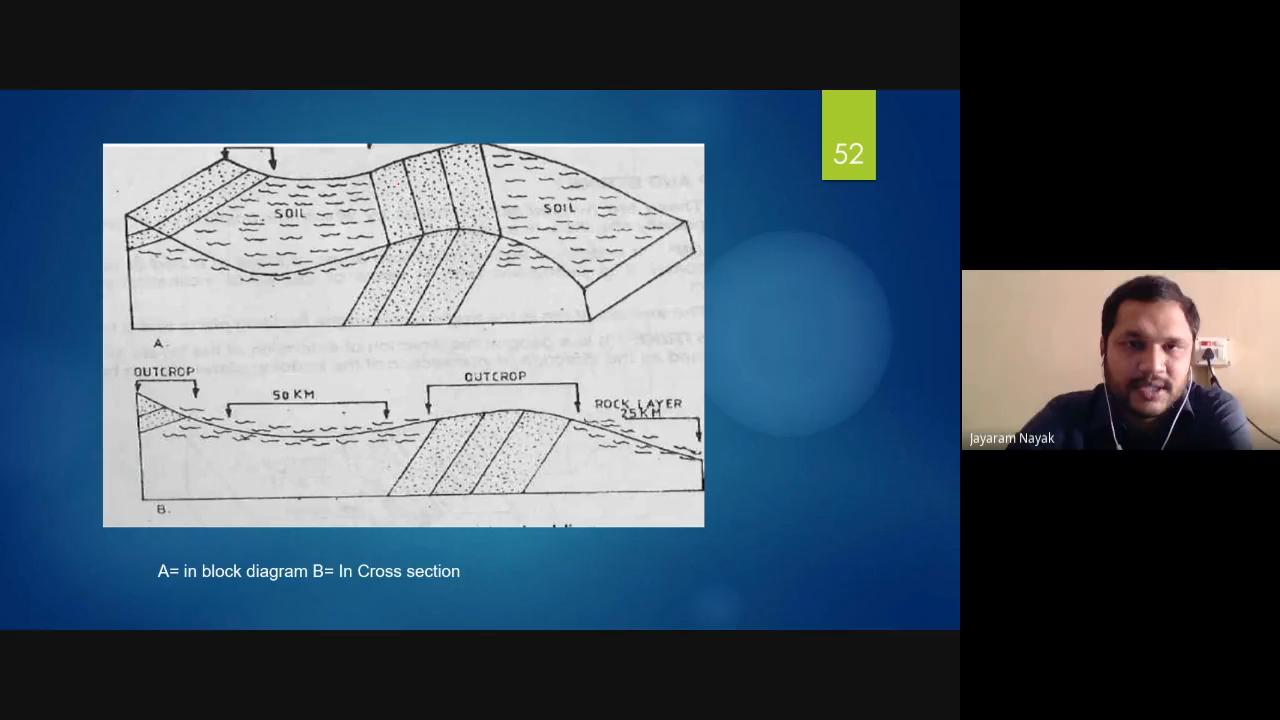 52
SOIL
SOIL
A.
OUTCROP
50 KM
OUTCROP
ROCK LAYER
25 KM
B.
A= in block diagram B= In Cross section
Jayaram Nayak